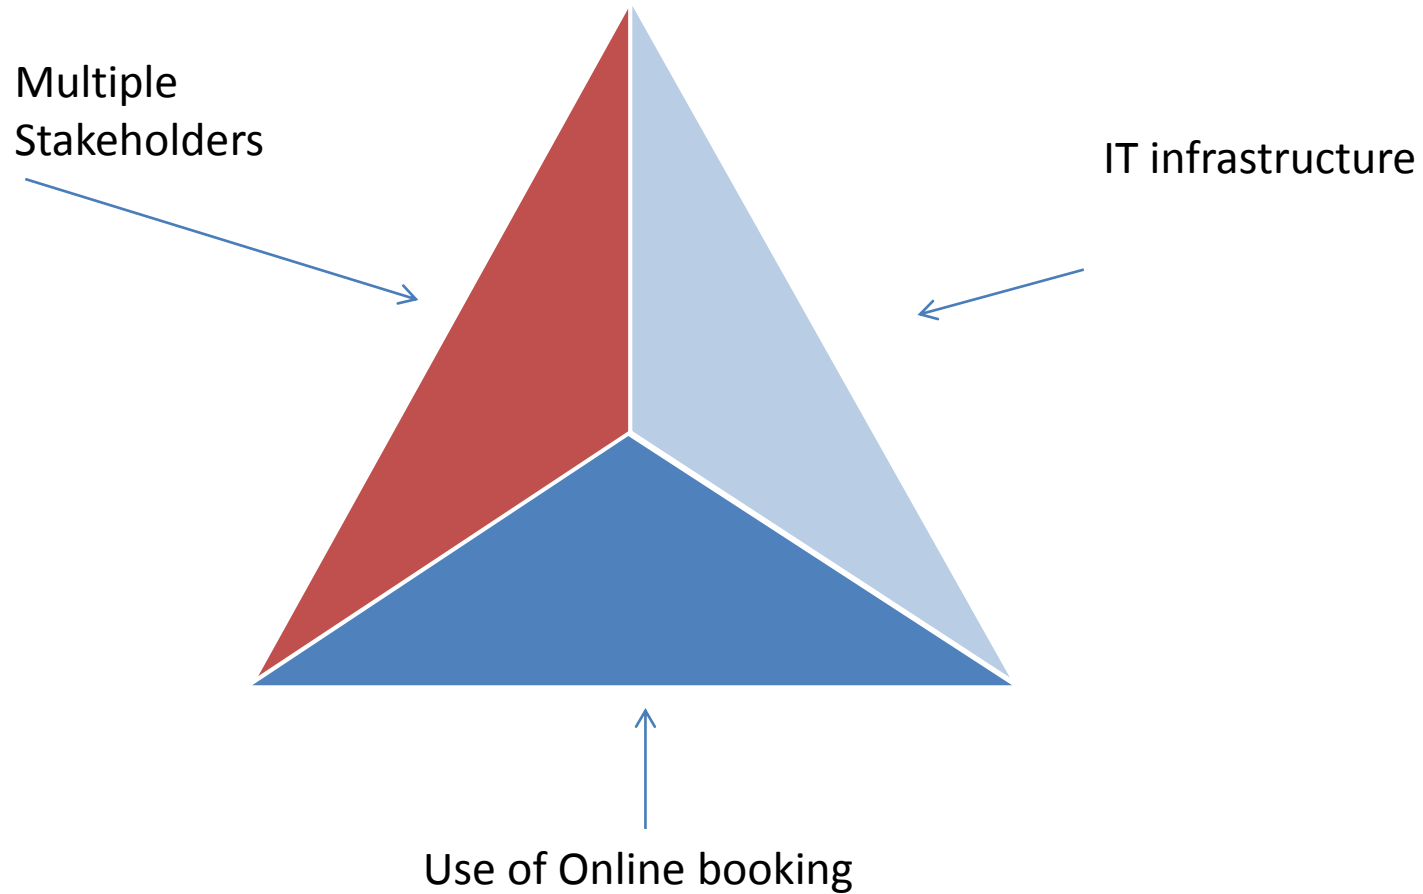 Multiple
Stakeholders
IT infrastructure
Use of Online booking